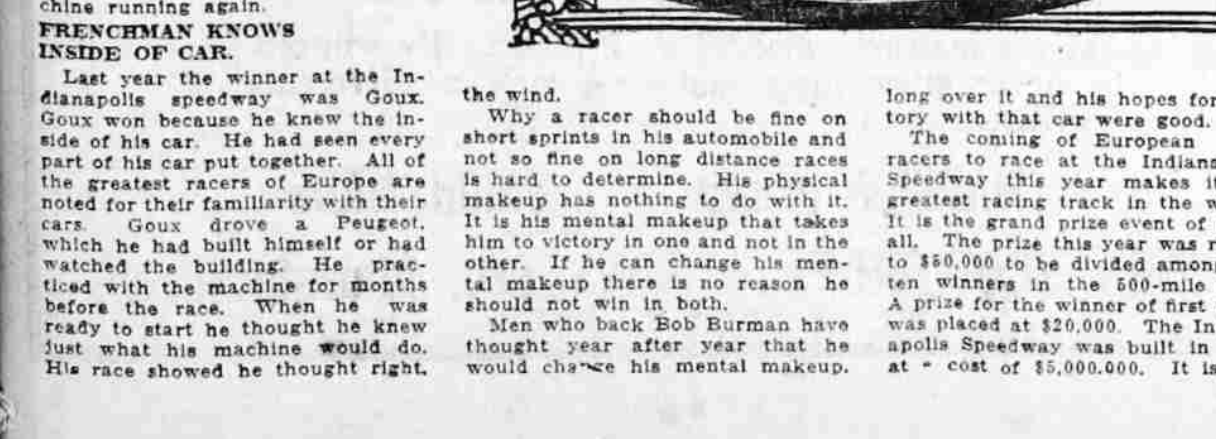 chine running again.
FRENCHMAN KNOWS
INSIDE OF CAR.
Last year the winner at the In-
dianapolis speedway was Goux.
Goux won because he knew the in-
side of his car. He had seen every
part of his car put together. All of
the greatest racers of Europe are
noted for their familiarity with their
cars. Goux drove a Peugeot,
which he had built himself or had
watched the building. He prac-
ticed with the machine for months
before the race. When he was
ready to start he thought he knew
just what his machine would do.
His race showed he thought right.
the wind.
Why a racer should be fine on
short sprints in his automobile and
not so fine on long distance races
is hard to determine. His physical
makeup has nothing to do with it.
It is his mental makeup that takes
him to victory in one and not in the
other. If he can change his men-
tal makeup there is no reason he
should not win in both.
Men who back Bob Burman have
thought year after year that he
would change his mental makeup.
long over it and his hopes for
tory with that car were good.
The coming of European
racers to race at the Indiana
Speedway this year makes it
greatest racing track in the w
It is the grand prize event of
all. The prize this year was r
to $50,000 to be divided among
ten winners in the 500-mile
A prize for the winner of first
was placed at $20,000. The In
apolis Speedway was built in
at cost of $5,000.000. It is